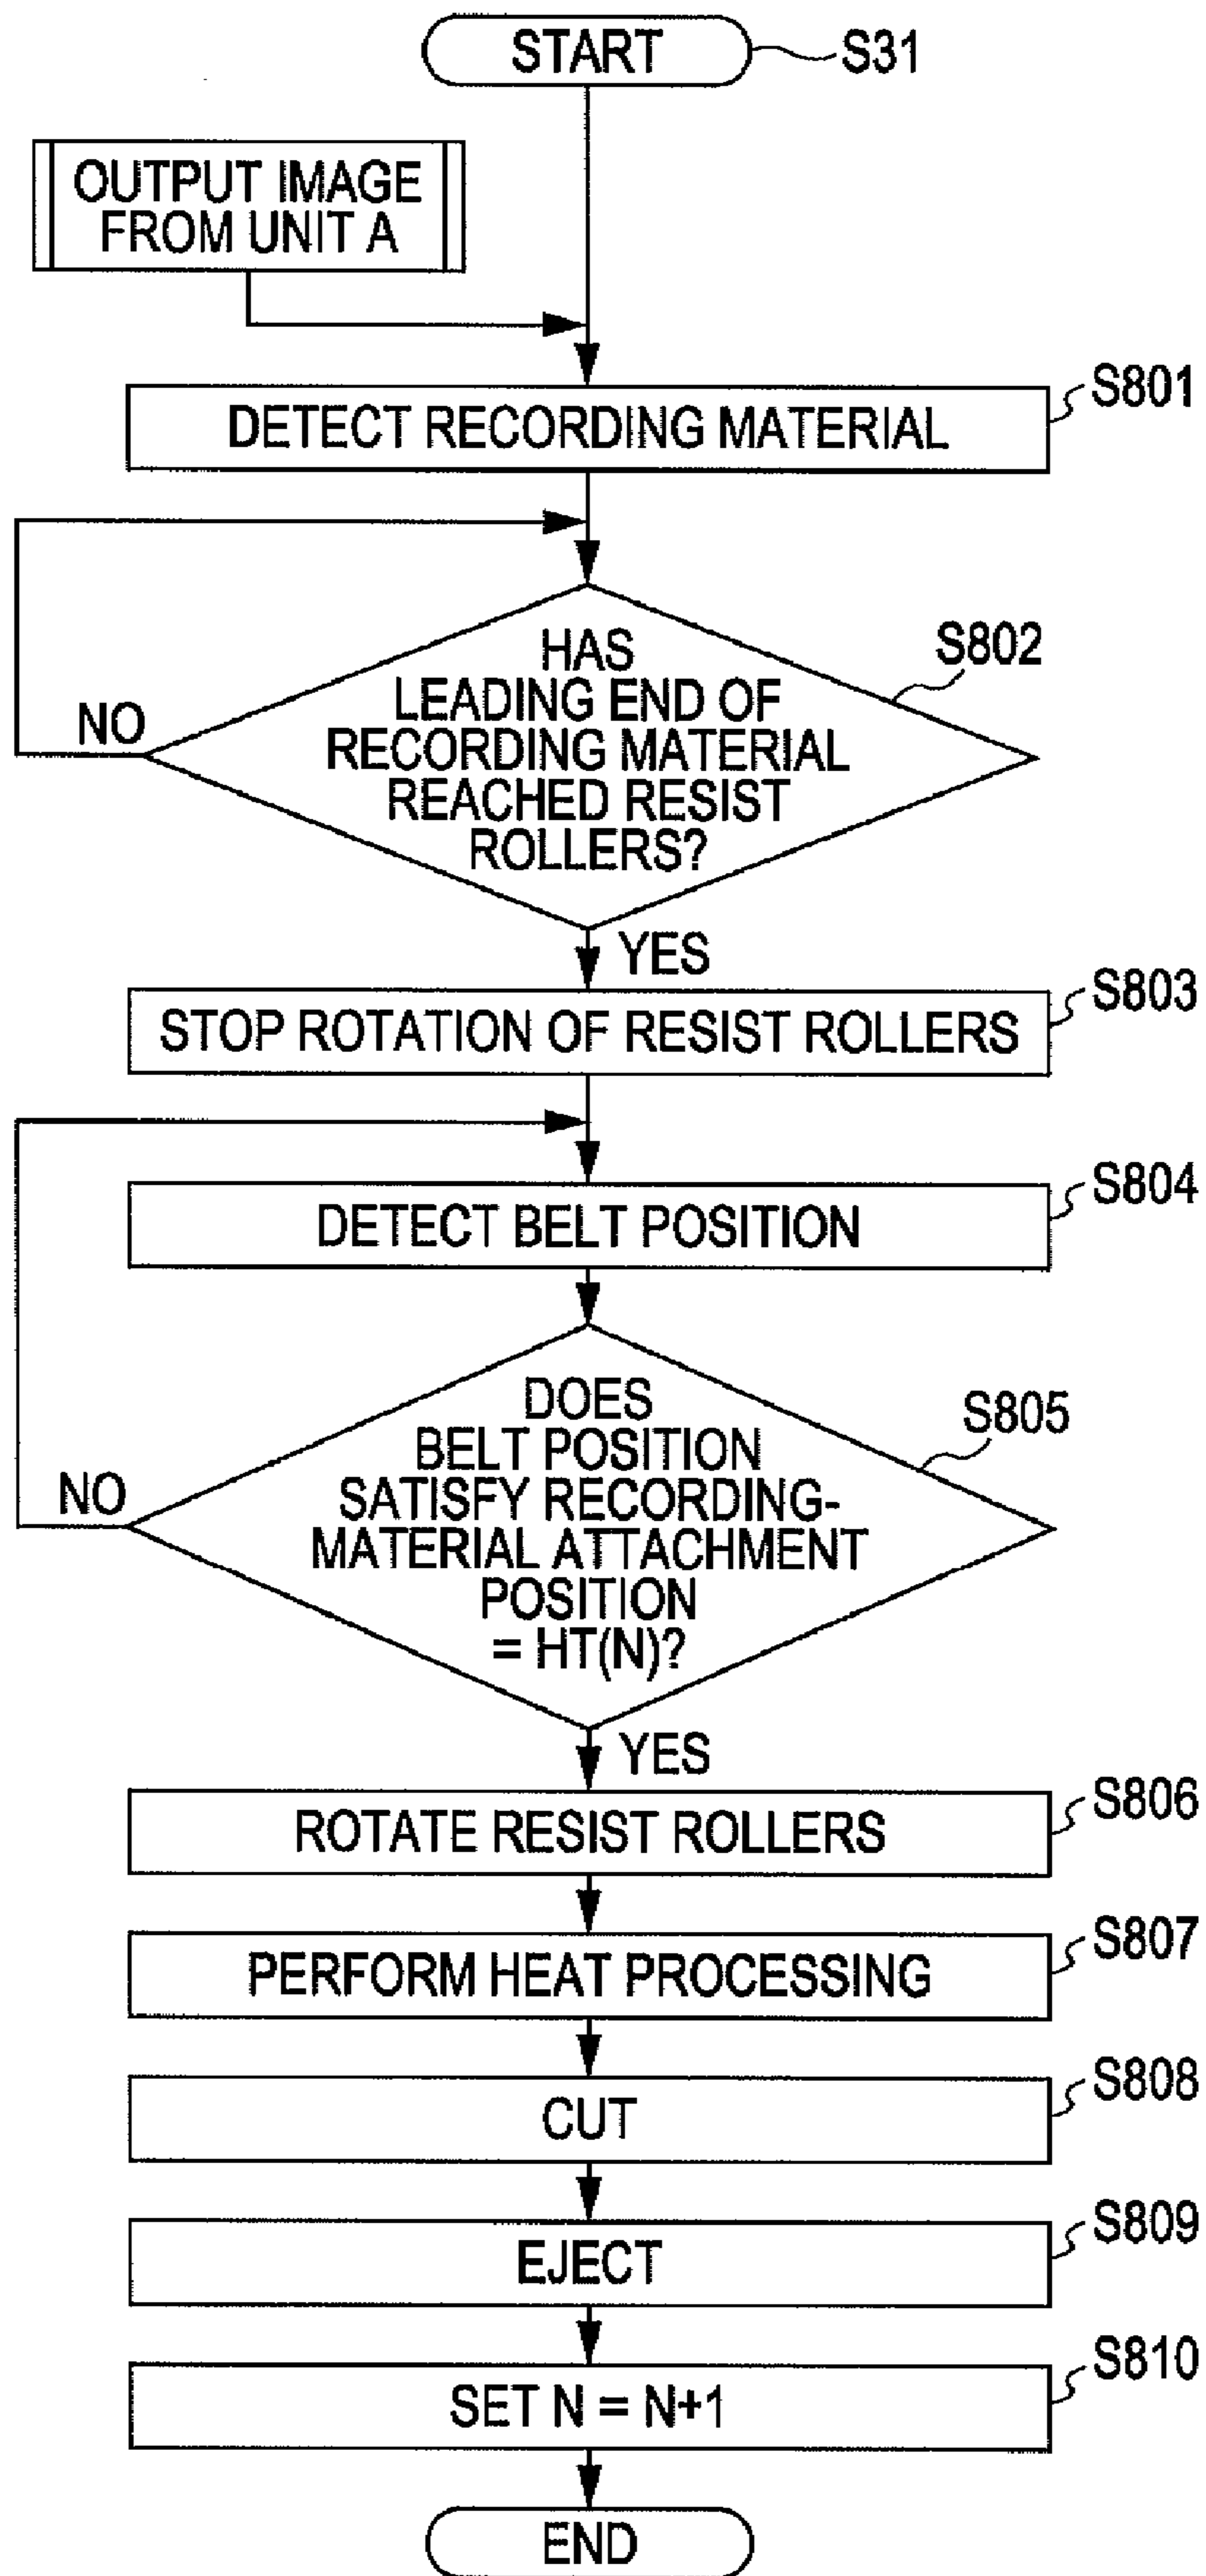 START
S31
OUTPUT IMAGE
FROM UNIT A
S801
DETECT RECORDING MATERIAL
S802
HAS
LEADING END OF
RECORDING MATERIAL
REACHED RESIST
ROLLERS?
NO
YES
S803
STOP ROTATION OF RESIST ROLLERS
S804
DETECT BELT POSITION
S805
DOES
BELT POSITION
SATISFY RECORDING-
MATERIAL ATTACHMENT
POSITION
= HT(N)?
NO
YES
S806
ROTATE RESIST ROLLERS
S807
PERFORM HEAT PROCESSING
S808
CUT
S809
EJECT
S810
SET N = N+1
END